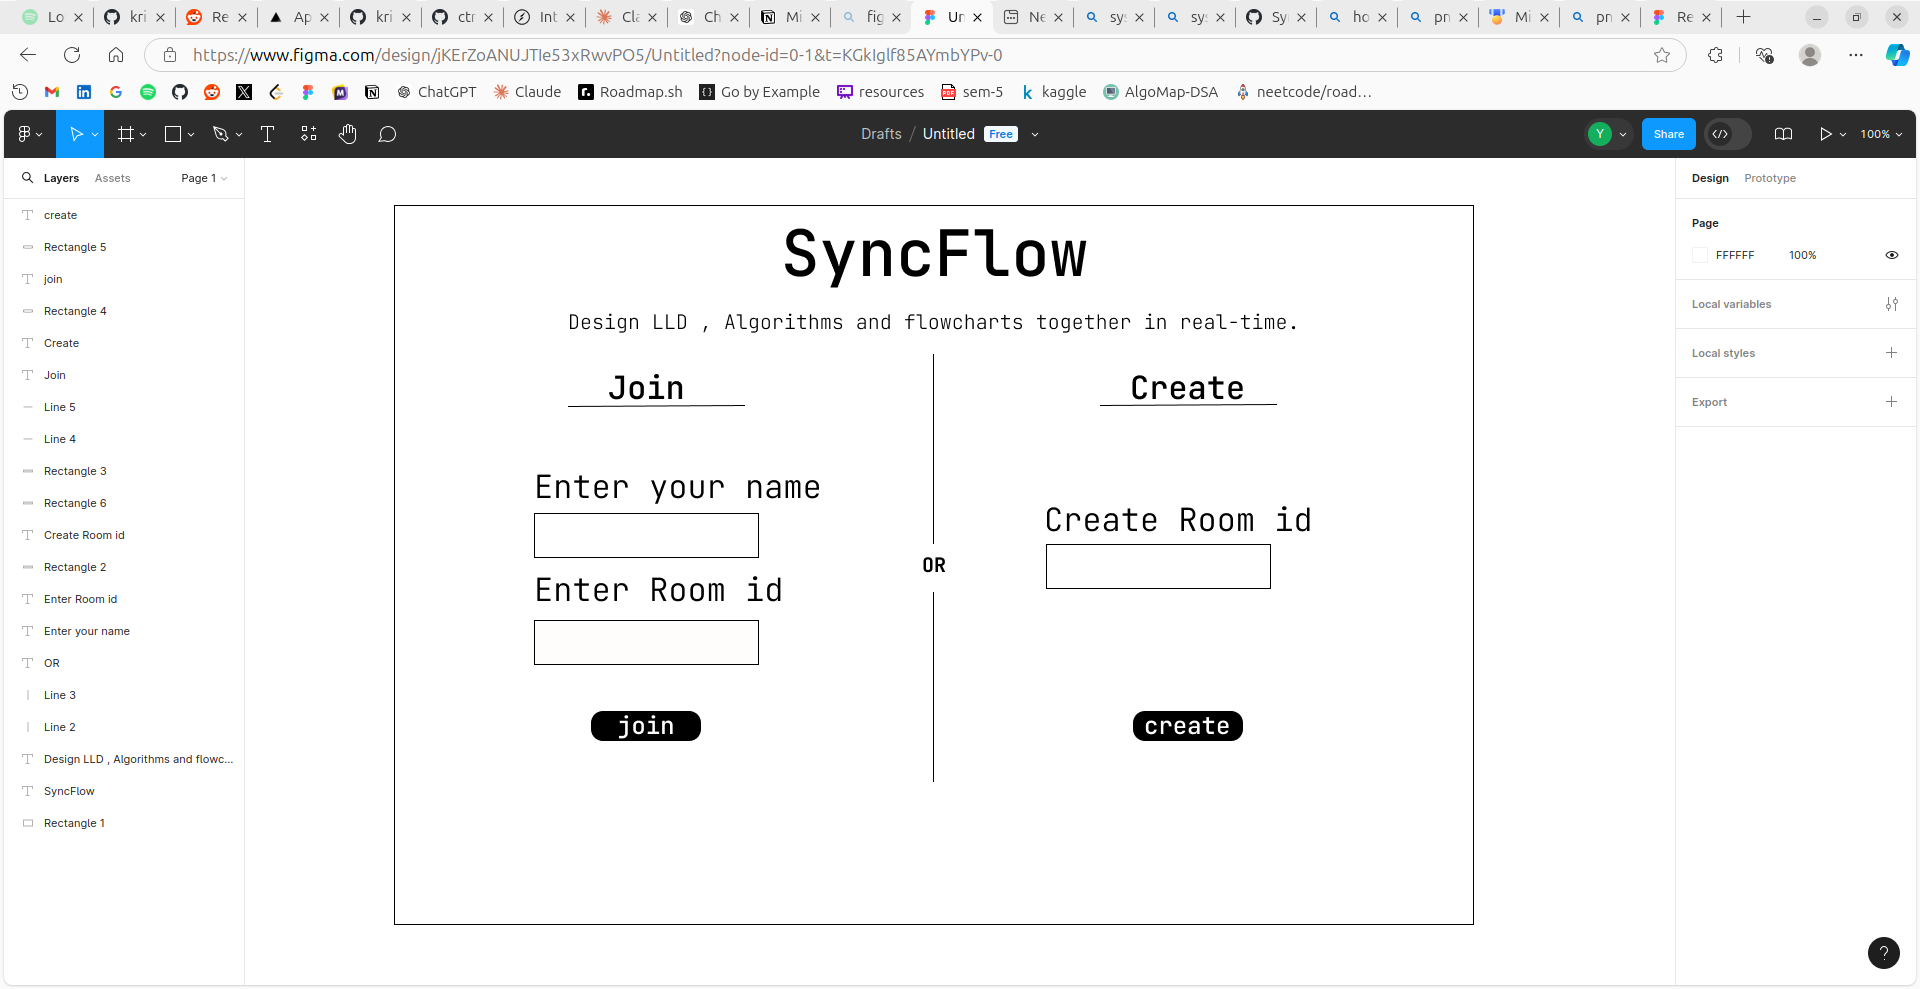 Lo
kri
Re
Ap
kri
ctr
Int
Cla
Ch
Mi
fig
Un
Ne
sys
sys
Syn
ho
pn
Mi
pn
Re
https://www.figma.com/design/jKErZoANUJTIe53xRwvPO5/Untitled?node-id=0-1&t=KGkIglf85AYmbYPv-0
ChatGPT Claude Roadmap.sh Go by Example resources sem-5 kaggle AlgoMap-DSA neetcode/road…
Drafts / Untitled Free
Y Share 100%
Layers Assets Page 1
create
Rectangle 5
join
Rectangle 4
Create
Join
Line 5
Line 4
Rectangle 3
Rectangle 6
Create Room id
Rectangle 2
Enter Room id
Enter your name
OR
Line 3
Line 2
Design LLD , Algorithms and flowc...
SyncFlow
Rectangle 1
SyncFlow
Design LLD , Algorithms and flowcharts together in real-time.
Join
Enter your name
Enter Room id
join
OR
Create
Create Room id
create
Design Prototype
Page
FFFFFF 100%
Local variables
Local styles
Export
?